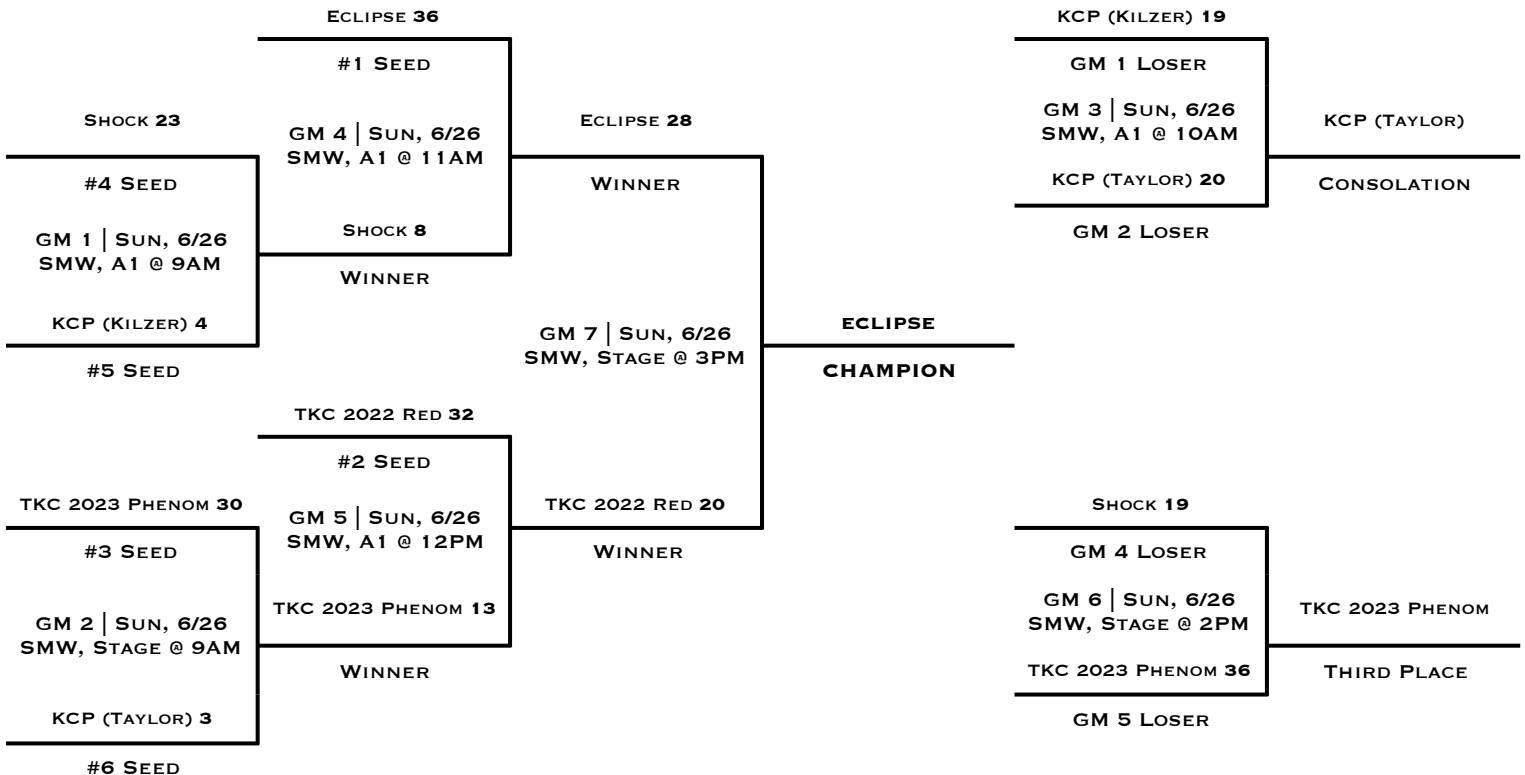 Eclipse 36
#1 Seed
GM 4 | Sun, 6/26
SMW, A1 @ 11AM
Shock 8
Winner
Shock 23
#4 Seed
GM 1 | Sun, 6/26
SMW, A1 @ 9AM
KCP (Kilzer) 4
#5 Seed
Eclipse 28
Winner
GM 7 | Sun, 6/26
SMW, Stage @ 3PM
TKC 2022 Red 20
Winner
ECLIPSE
CHAMPION
TKC 2022 Red 32
#2 Seed
GM 5 | Sun, 6/26
SMW, A1 @ 12PM
TKC 2023 Phenom 13
Winner
TKC 2023 Phenom 30
#3 Seed
GM 2 | Sun, 6/26
SMW, Stage @ 9AM
KCP (Taylor) 3
#6 Seed
KCP (Kilzer) 19
GM 1 Loser
GM 3 | Sun, 6/26
SMW, A1 @ 10AM
KCP (Taylor) 20
GM 2 Loser
KCP (Taylor)
Consolation
Shock 19
GM 4 Loser
GM 6 | Sun, 6/26
SMW, Stage @ 2PM
TKC 2023 Phenom 36
GM 5 Loser
TKC 2023 Phenom
Third Place